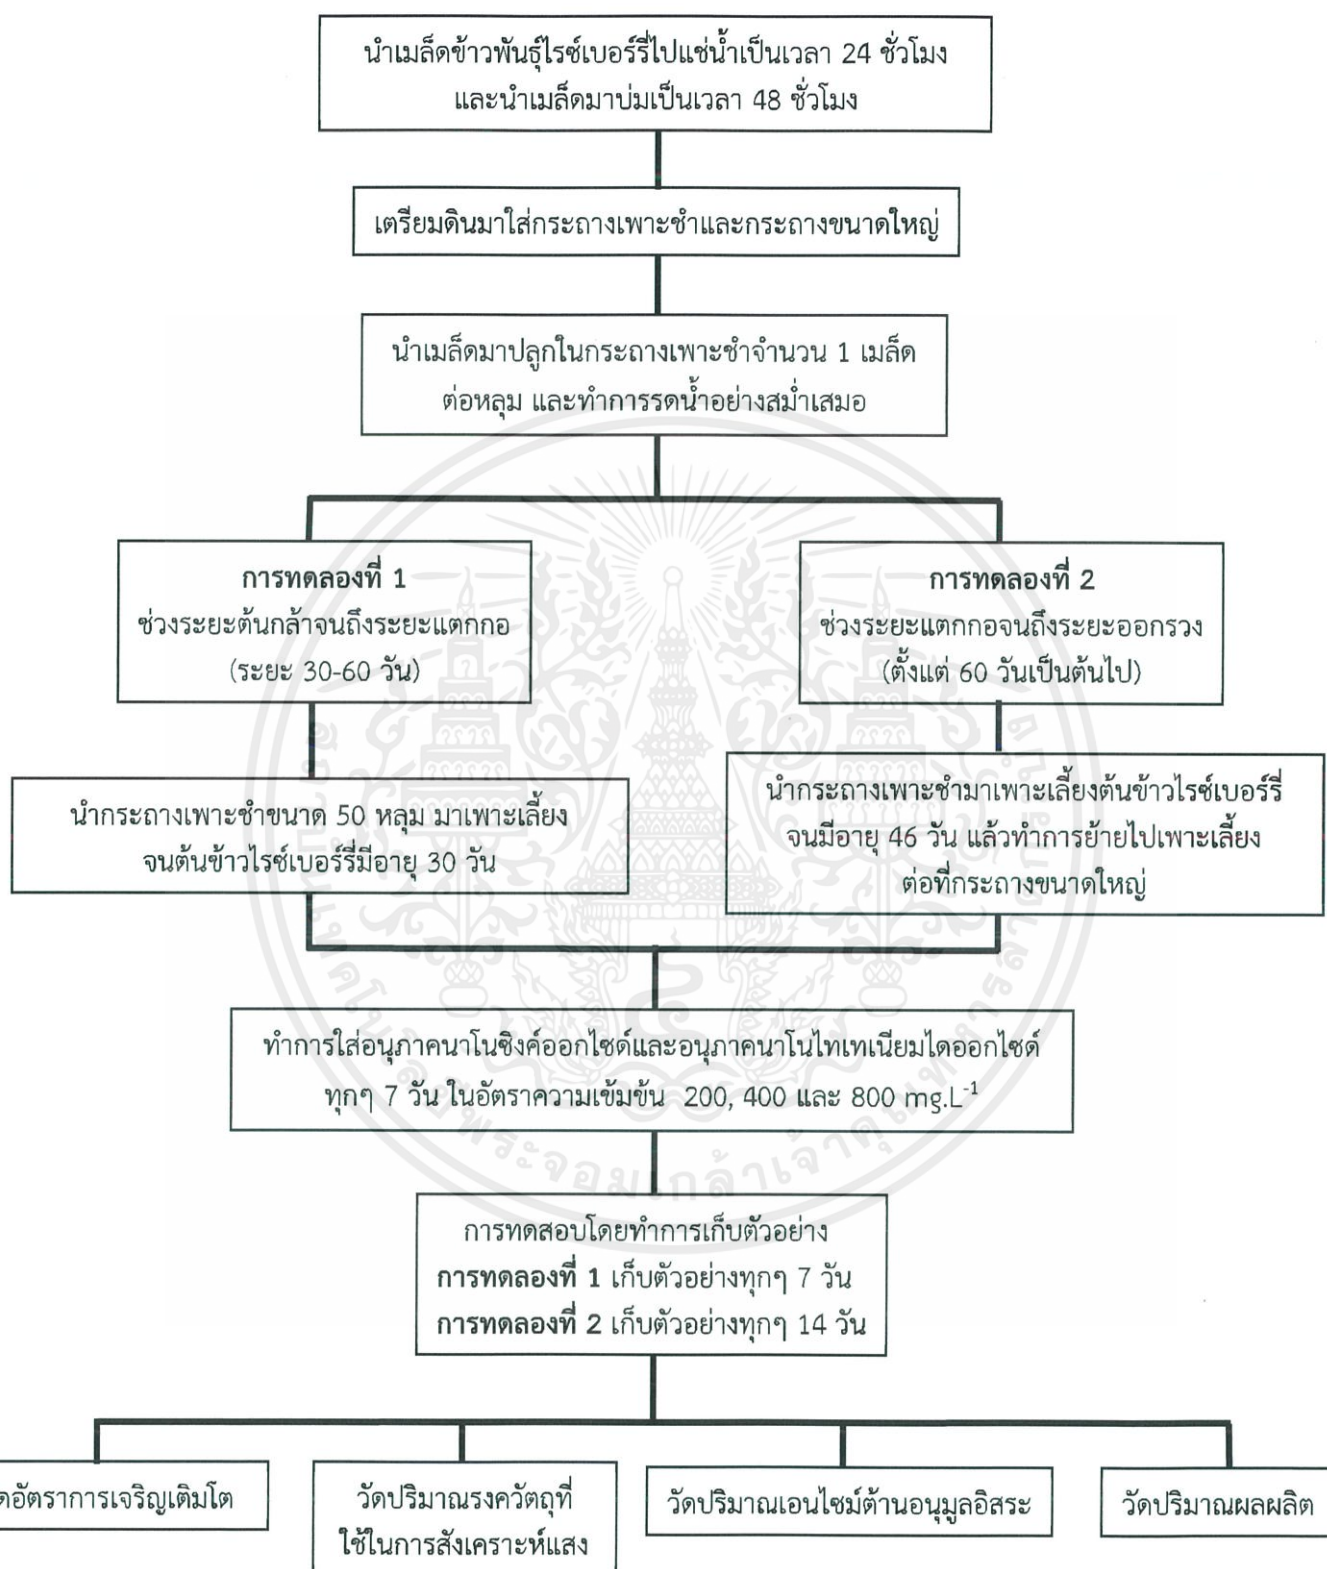 นำเมล็ดข้าวพันธุ์ไรซ์เบอร์รี่ไปแช่น้ำเป็นเวลา 24 ชั่วโมง
และนำเมล็ดมาบ่มเป็นเวลา 48 ชั่วโมง
เตรียมดินมาใส่กระถางเพาะชำและกระถางขนาดใหญ่
นำเมล็ดมาปลูกในกระถางเพาะชำจำนวน 1 เมล็ด
ต่อหลุม และทำการรดน้ำอย่างสม่ำเสมอ
การทดลองที่ 1
ช่วงระยะต้นกล้าจนถึงระยะแตกกอ
(ระยะ 30-60 วัน)
การทดลองที่ 2
ช่วงระยะแตกกอจนถึงระยะออกรวง
(ตั้งแต่ 60 วันเป็นต้นไป)
นำกระถางเพาะชำขนาด 50 หลุม มาเพาะเลี้ยง
จนต้นข้าวไรซ์เบอร์รี่มีอายุ 30 วัน
นำกระถางเพาะชำมาเพาะเลี้ยงต้นข้าวไรซ์เบอร์รี่
จนมีอายุ 46 วัน แล้วทำการย้ายไปเพาะเลี้ยง
ต่อที่กระถางขนาดใหญ่
ทำการใส่อนุภาคนาโนซิงค์ออกไซด์และอนุภาคนาโนไทเทเนียมไดออกไซด์
ทุกๆ 7 วัน ในอัตราความเข้มข้น 200, 400 และ 800 mg.L⁻¹
การทดสอบโดยทำการเก็บตัวอย่าง
การทดลองที่ 1 เก็บตัวอย่างทุกๆ 7 วัน
การทดลองที่ 2 เก็บตัวอย่างทุกๆ 14 วัน
ดอัตราการเจริญเติบโต
วัดปริมาณรงควัตถุที่
ใช้ในการสังเคราะห์แสง
วัดปริมาณเอนไซม์ต้านอนุมูลอิสระ
วัดปริมาณผลผลิต